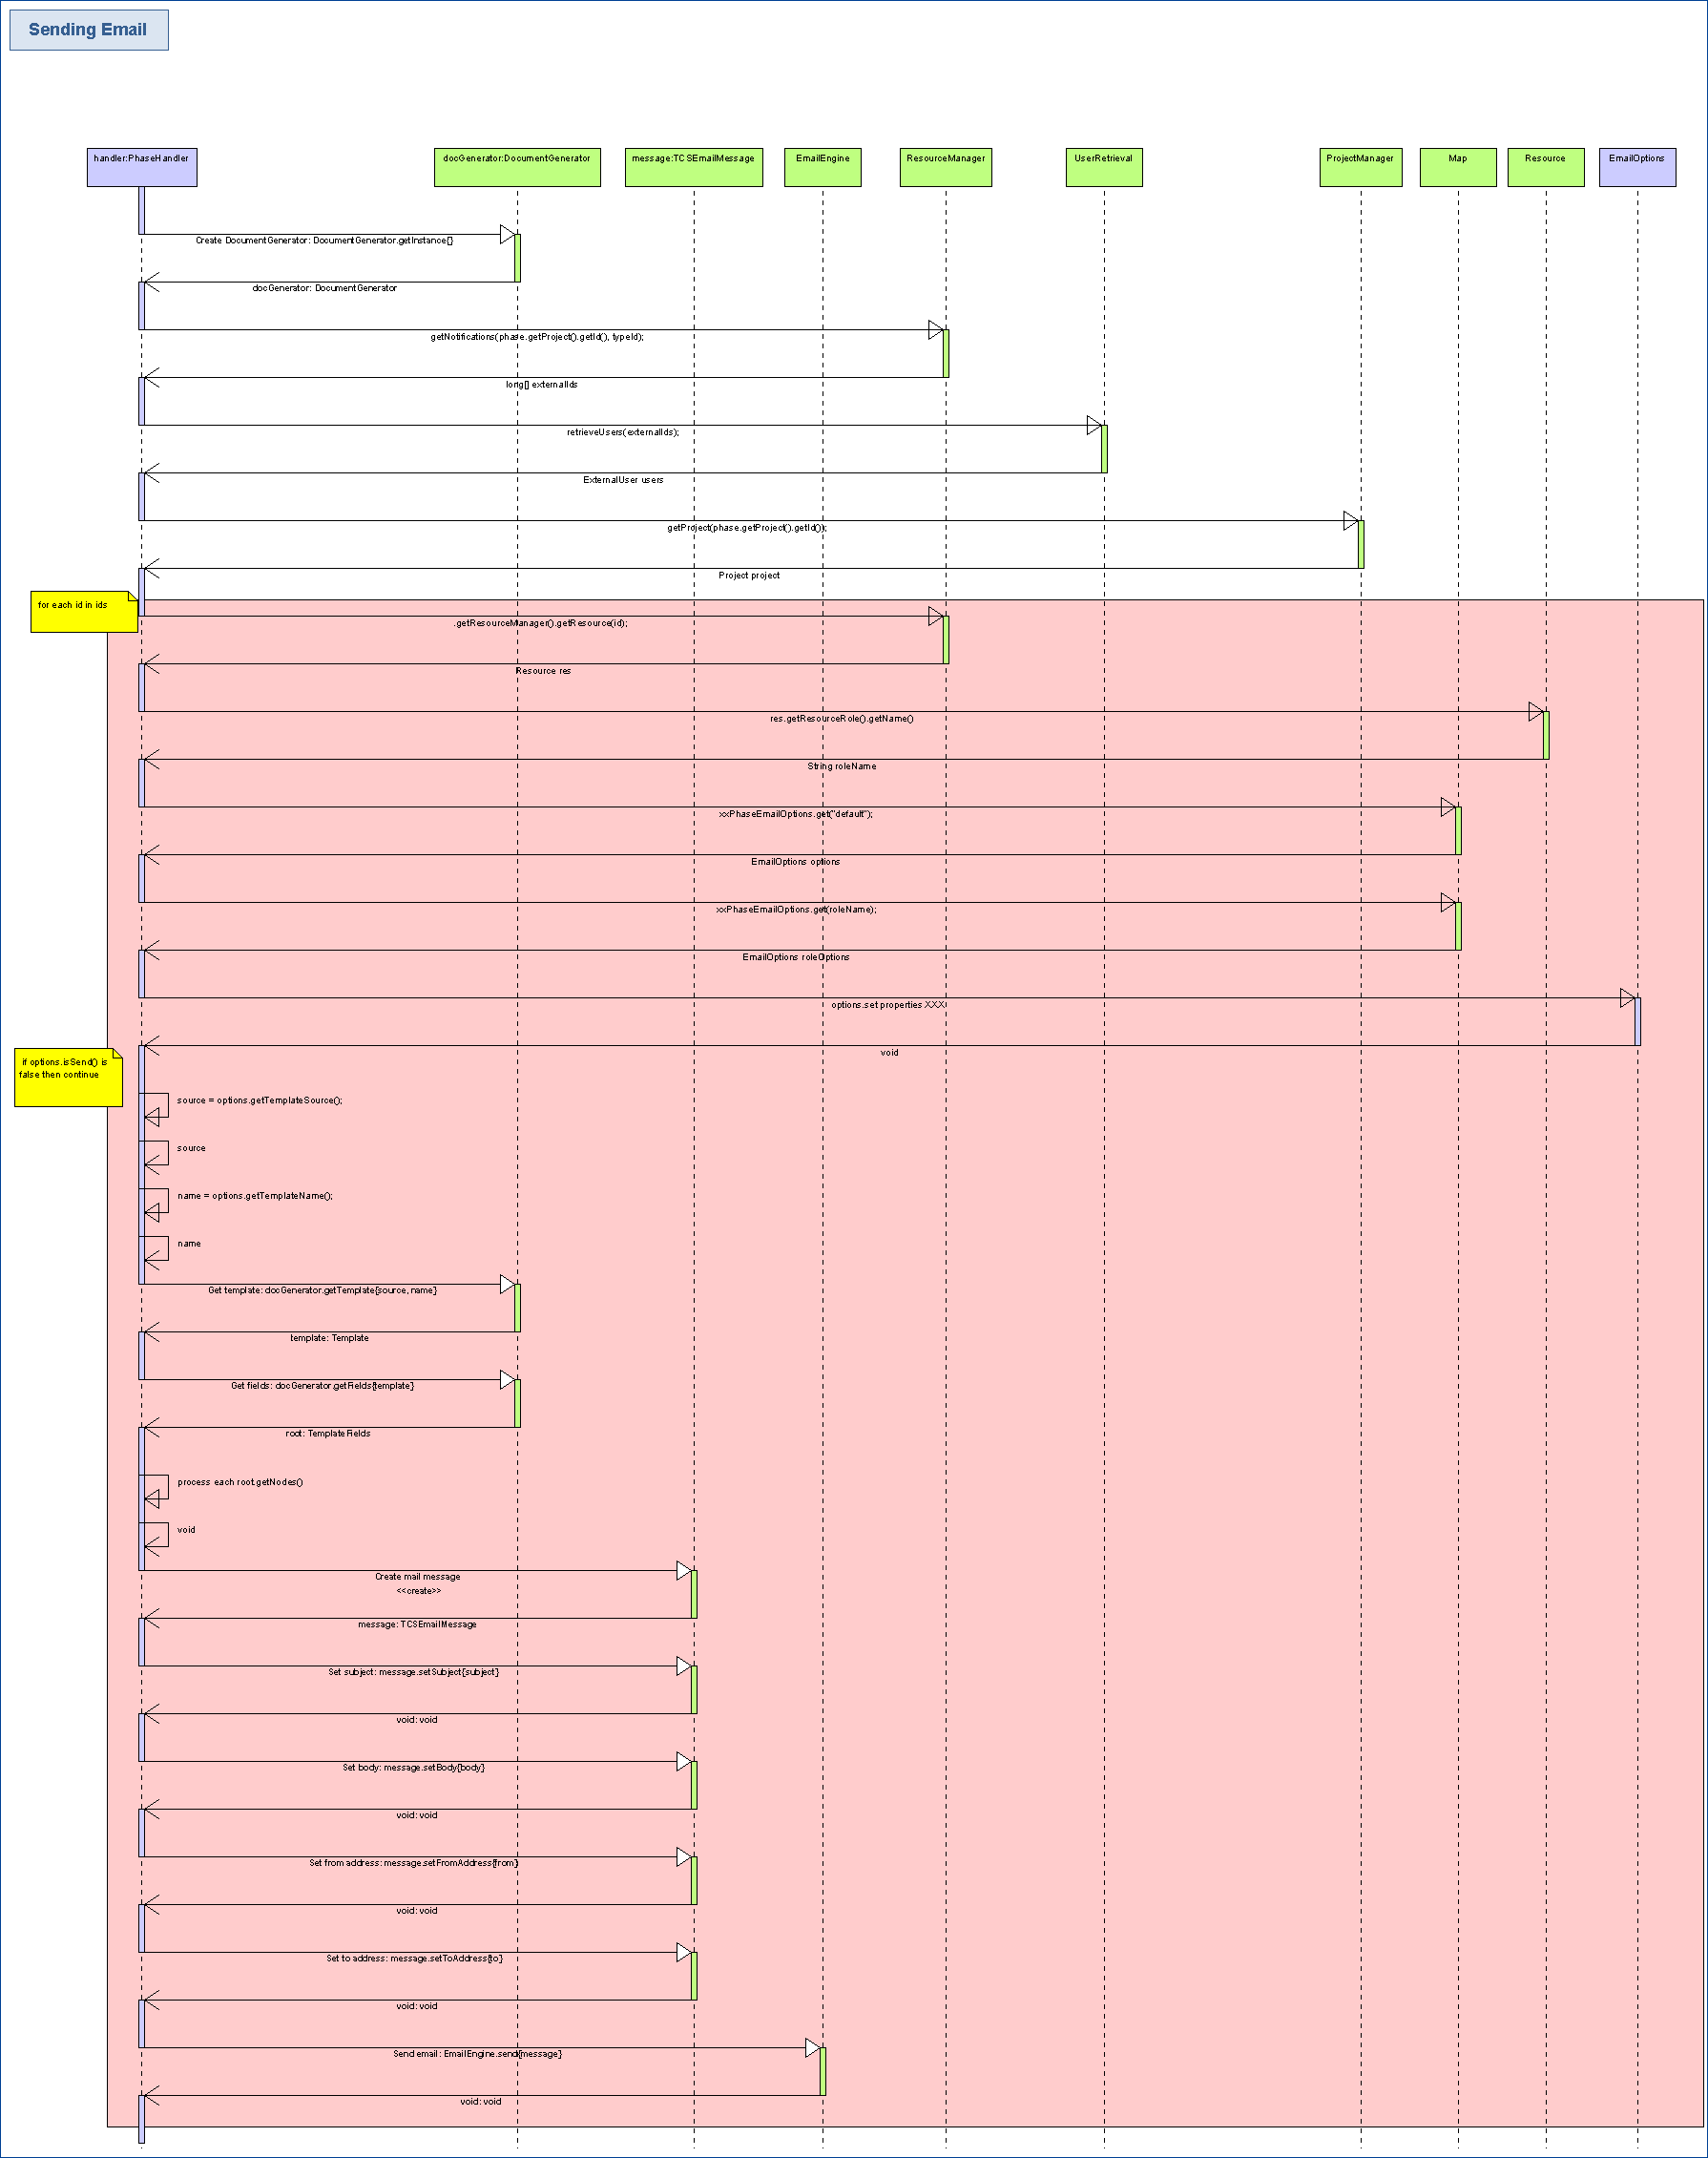 Sending Email
handler:PhaseHandler
docGenerator:DocumentGenerator
message:TCSEmailMessage
EmailEngine
ResourceManager
UserRetrieval
ProjectManager
Map
Resource
EmailOptions
Create DocumentGenerator: DocumentGenerator.getInstance{}
docGenerator: DocumentGenerator
getNotifications(phase.getProject().getId(), typeId);
long[] externalIds
retrieveUsers(externalIds);
ExternalUser users
getProject(phase.getProject().getId());
Project project
for each id in ids
.getResourceManager().getResource(id);
Resource res
res.getResourceRole().getName()
String roleName
xxPhaseEmailOptions.get("default");
EmailOptions options
xxPhaseEmailOptions.get(roleName);
EmailOptions roleOptions
options.set properties XXX
void
if options.isSend() is
false then continue
source = options.getTemplateSource();
source
name = options.getTemplateName();
name
Get template: docGenerator.getTemplate{source, name}
template: Template
Get fields: docGenerator.getFields{template}
root: TemplateFields
process each root.getNodes()
void
Create mail message
<<create>>
message: TCSEmailMessage
Set subject: message.setSubject{subject}
void: void
Set body: message.setBody{body}
void: void
Set from address: message.setFromAddress{from}
void: void
Set to address: message.setToAddress{to}
void: void
Send email: EmailEngine.send{message}
void: void